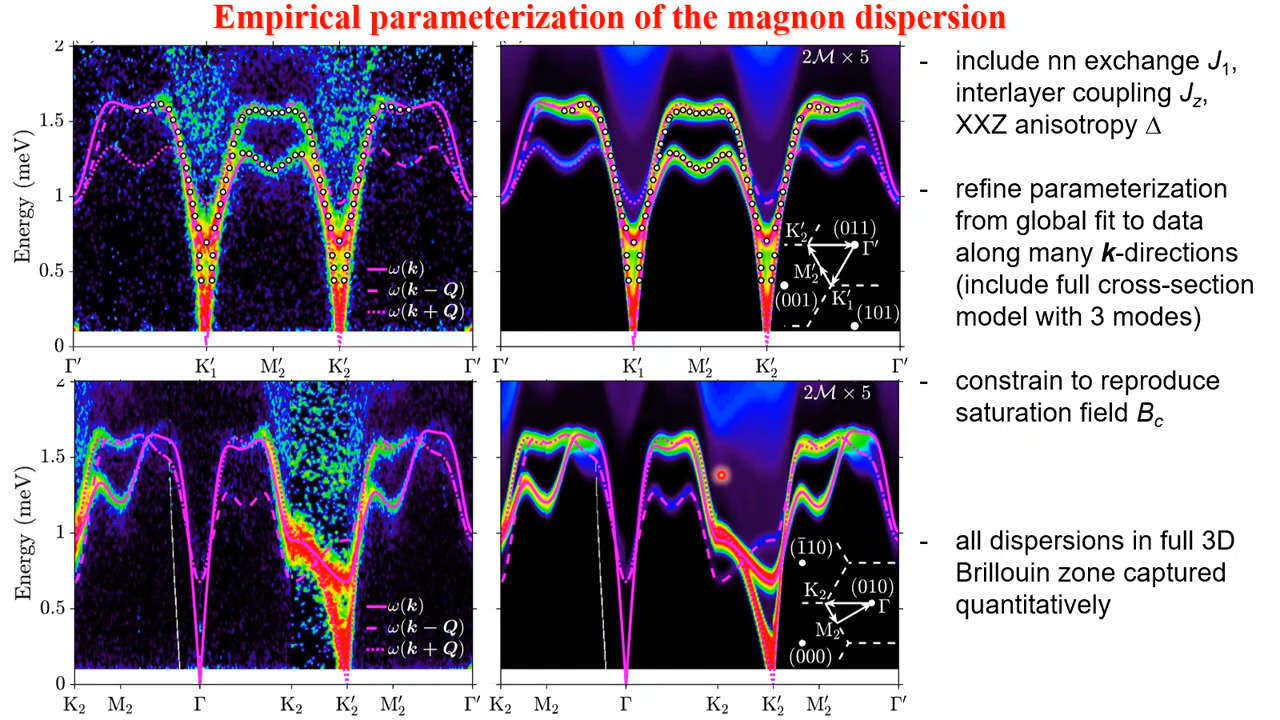 Empirical parameterization of the magnon dispersion
2
1.5
1
0.5
0
Energy (meV)
ω(k)
ω(k − Q)
ω(k + Q)
Γ′ K′₁ M′₂ K′₂ Γ′
2ℳ × 5
K′₂ (011)
Γ′
M′₂
(001) K′₁
(101)
Γ′ K′₁ M′₂ K′₂ Γ′
2
1.5
1
0.5
0
Energy (meV)
ω(k)
ω(k − Q)
ω(k + Q)
K₂ M₂ Γ K₂ K′₂ M′₂ Γ′
2ℳ × 5
(1̄10)
K₂ (010)
Γ
M₂
(000)
K₂ M₂ Γ K₂ K′₂ M′₂ Γ′
- include nn exchange J₁,
interlayer coupling J_z,
XXZ anisotropy Δ
- refine parameterization
from global fit to data
along many k-directions
(include full cross-section
model with 3 modes)
- constrain to reproduce
saturation field B_c
- all dispersions in full 3D
Brillouin zone captured
quantitatively